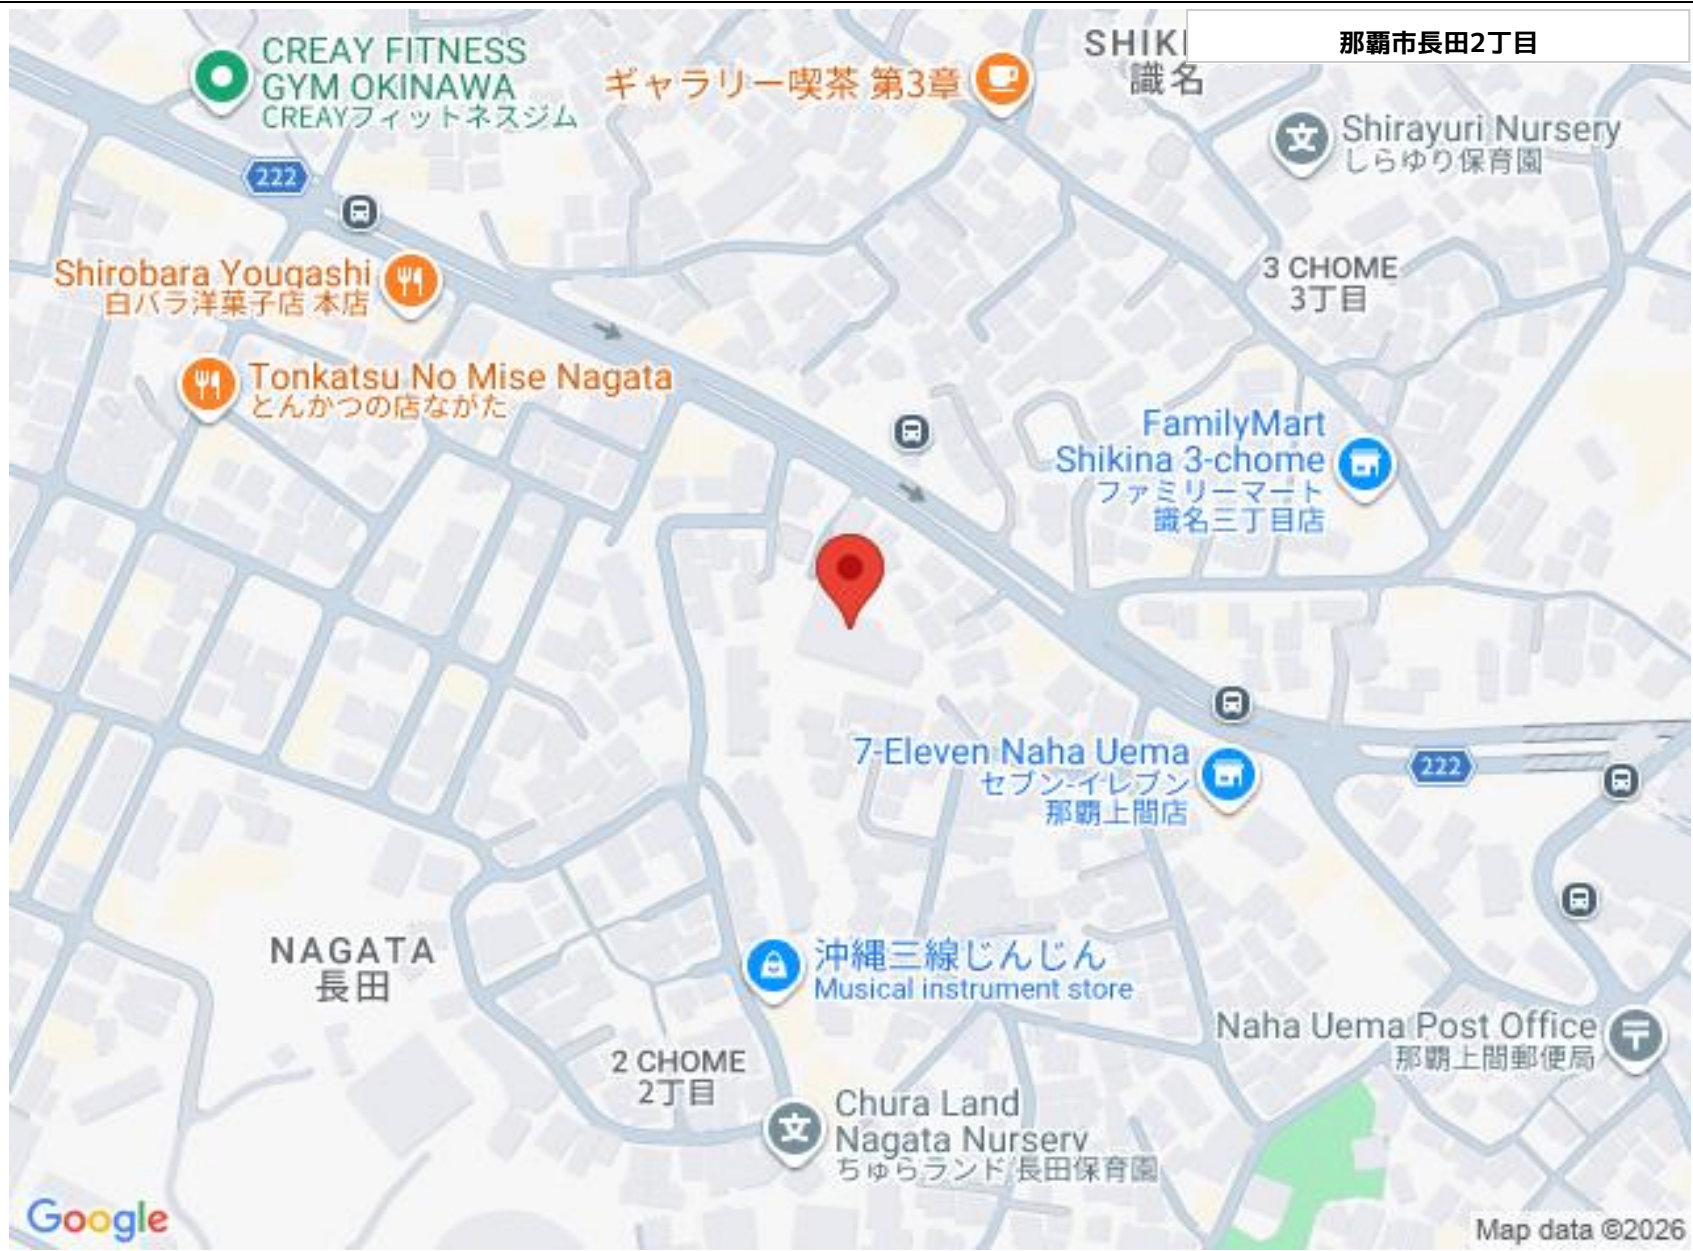 那覇市長田2丁目
CREAY FITNESS
GYM OKINAWA
CREAYフィットネスジム
ギャラリー喫茶 第3章
SHIKI
識名
Shirayuri Nursery
しらゆり保育園
222
3 CHOME
3丁目
Shirobara Yougashi
白バラ洋菓子店 本店
Tonkatsu No Mise Nagata
とんかつの店ながた
FamilyMart
Shikina 3-chome
ファミリーマート
識名三丁目店
7-Eleven Naha Uema
セブン-イレブン
那覇上間店
222
NAGATA
長田
沖縄三線じんじん
Musical instrument store
Naha Uema Post Office
那覇上間郵便局
2 CHOME
2丁目
Chura Land
Nagata Nursery
ちゅらランド 長田保育園
Google
Map data ©2026